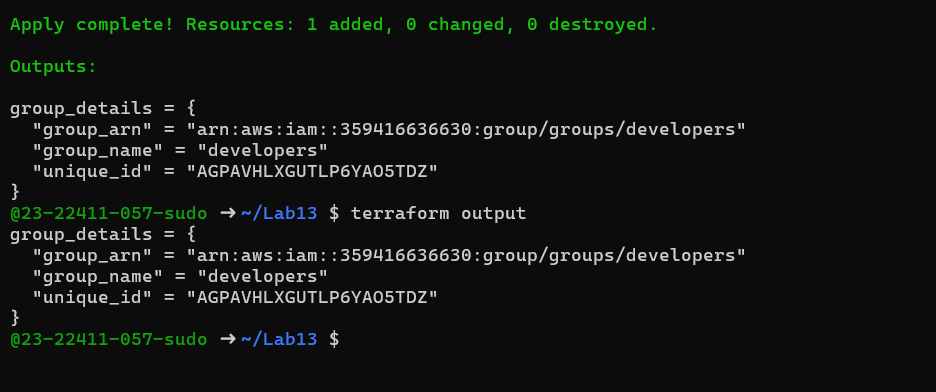 Apply complete! Resources: 1 added, 0 changed, 0 destroyed.
Outputs:
group_details = {
  "group_arn" = "arn:aws:iam::359416636630:group/groups/developers"
  "group_name" = "developers"
  "unique_id" = "AGPAVHLXGUTLP6YAO5TDZ"
}
@23-22411-057-sudo ➜ ~/Lab13 $ terraform output
group_details = {
  "group_arn" = "arn:aws:iam::359416636630:group/groups/developers"
  "group_name" = "developers"
  "unique_id" = "AGPAVHLXGUTLP6YAO5TDZ"
}
@23-22411-057-sudo ➜ ~/Lab13 $